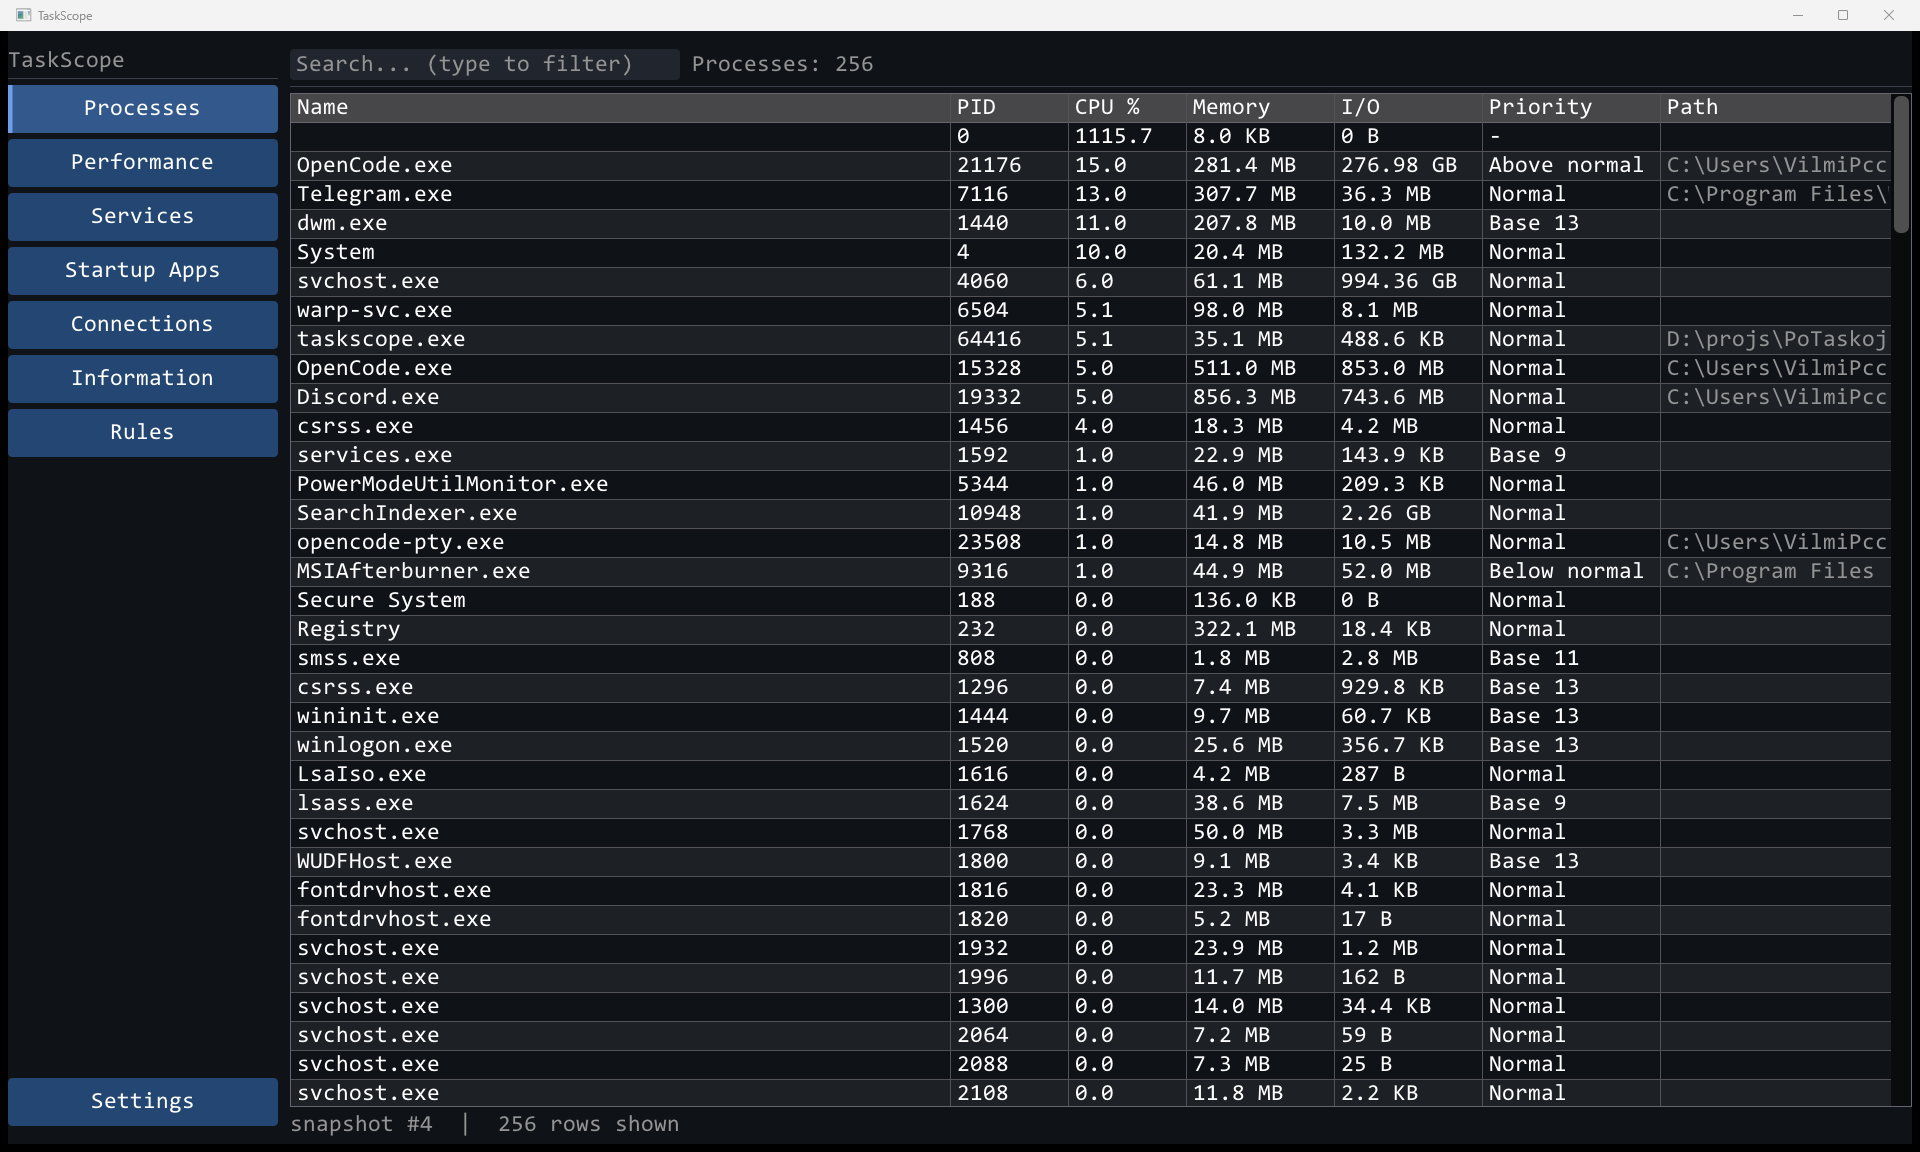 TaskScope
TaskScope
Search... (type to filter) Processes: 256
Processes
Performance
Services
Startup Apps
Connections
Information
Rules
Settings
Name PID CPU % Memory I/O Priority Path
0 1115.7 8.0 KB 0 B -
OpenCode.exe 21176 15.0 281.4 MB 276.98 GB Above normal C:\Users\VilmiPcc
Telegram.exe 7116 13.0 307.7 MB 36.3 MB Normal C:\Program Files\
dwm.exe 1440 11.0 207.8 MB 10.0 MB Base 13
System 4 10.0 20.4 MB 132.2 MB Normal
svchost.exe 4060 6.0 61.1 MB 994.36 GB Normal
warp-svc.exe 6504 5.1 98.0 MB 8.1 MB Normal
taskscope.exe 64416 5.1 35.1 MB 488.6 KB Normal D:\projs\PoTaskoj
OpenCode.exe 15328 5.0 511.0 MB 853.0 MB Normal C:\Users\VilmiPcc
Discord.exe 19332 5.0 856.3 MB 743.6 MB Normal C:\Users\VilmiPcc
csrss.exe 1456 4.0 18.3 MB 4.2 MB Normal
services.exe 1592 1.0 22.9 MB 143.9 KB Base 9
PowerModeUtilMonitor.exe 5344 1.0 46.0 MB 209.3 KB Normal
SearchIndexer.exe 10948 1.0 41.9 MB 2.26 GB Normal
opencode-pty.exe 23508 1.0 14.8 MB 10.5 MB Normal C:\Users\VilmiPcc
MSIAfterburner.exe 9316 1.0 44.9 MB 52.0 MB Below normal C:\Program Files
Secure System 188 0.0 136.0 KB 0 B Normal
Registry 232 0.0 322.1 MB 18.4 KB Normal
smss.exe 808 0.0 1.8 MB 2.8 MB Base 11
csrss.exe 1296 0.0 7.4 MB 929.8 KB Base 13
wininit.exe 1444 0.0 9.7 MB 60.7 KB Base 13
winlogon.exe 1520 0.0 25.6 MB 356.7 KB Base 13
LsaIso.exe 1616 0.0 4.2 MB 287 B Normal
lsass.exe 1624 0.0 38.6 MB 7.5 MB Base 9
svchost.exe 1768 0.0 50.0 MB 3.3 MB Normal
WUDFHost.exe 1800 0.0 9.1 MB 3.4 KB Base 13
fontdrvhost.exe 1816 0.0 23.3 MB 4.1 KB Normal
fontdrvhost.exe 1820 0.0 5.2 MB 17 B Normal
svchost.exe 1932 0.0 23.9 MB 1.2 MB Normal
svchost.exe 1996 0.0 11.7 MB 162 B Normal
svchost.exe 1300 0.0 14.0 MB 34.4 KB Normal
svchost.exe 2064 0.0 7.2 MB 59 B Normal
svchost.exe 2088 0.0 7.3 MB 25 B Normal
svchost.exe 2108 0.0 11.8 MB 2.2 KB Normal
snapshot #4 | 256 rows shown